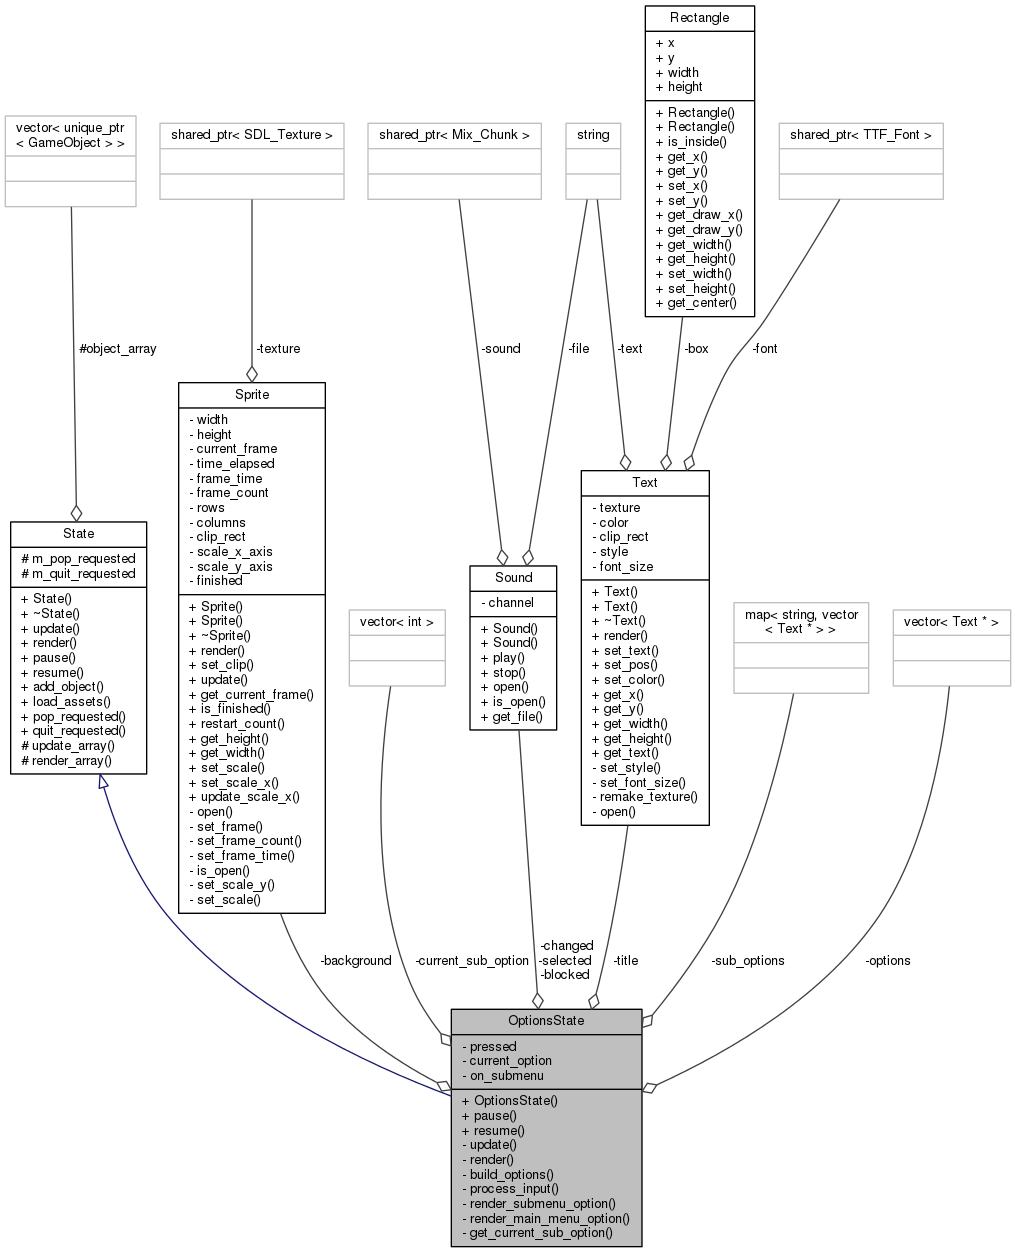 Rectangle
+ x
+ y
+ width
+ height
+ Rectangle()
+ Rectangle()
+ is_inside()
+ get_x()
+ get_y()
+ set_x()
+ set_y()
+ get_draw_x()
+ get_draw_y()
+ get_width()
+ get_height()
+ set_width()
+ set_height()
+ get_center()
vector< unique_ptr
< GameObject > >
shared_ptr< SDL_Texture >
shared_ptr< Mix_Chunk >
string
shared_ptr< TTF_Font >
#object_array
-texture
-sound
-file
-text
-box
-font
Sprite
- width
- height
- current_frame
- time_elapsed
- frame_time
- frame_count
- rows
- columns
- clip_rect
- scale_x_axis
- scale_y_axis
- finished
+ Sprite()
+ Sprite()
+ ~Sprite()
+ render()
+ set_clip()
+ update()
+ get_current_frame()
+ is_finished()
+ restart_count()
+ get_height()
+ get_width()
+ set_scale()
+ set_scale_x()
+ update_scale_x()
- open()
- set_frame()
- set_frame_count()
- set_frame_time()
- is_open()
- set_scale_y()
- set_scale()
Text
- texture
- color
- clip_rect
- style
- font_size
+ Text()
+ Text()
+ ~Text()
+ render()
+ set_text()
+ set_pos()
+ set_color()
+ get_x()
+ get_y()
+ get_width()
+ get_height()
+ get_text()
- set_style()
- set_font_size()
- remake_texture()
- open()
State
# m_pop_requested
# m_quit_requested
+ State()
+ ~State()
+ update()
+ render()
+ pause()
+ resume()
+ add_object()
+ load_assets()
+ pop_requested()
+ quit_requested()
# update_array()
# render_array()
Sound
- channel
+ Sound()
+ Sound()
+ play()
+ stop()
+ open()
+ is_open()
+ get_file()
vector< int >
map< string, vector
< Text * > >
vector< Text * >
-background
-current_sub_option
-changed
-selected
-blocked
-title
-sub_options
-options
OptionsState
- pressed
- current_option
- on_submenu
+ OptionsState()
+ pause()
+ resume()
- update()
- render()
- build_options()
- process_input()
- render_submenu_option()
- render_main_menu_option()
- get_current_sub_option()